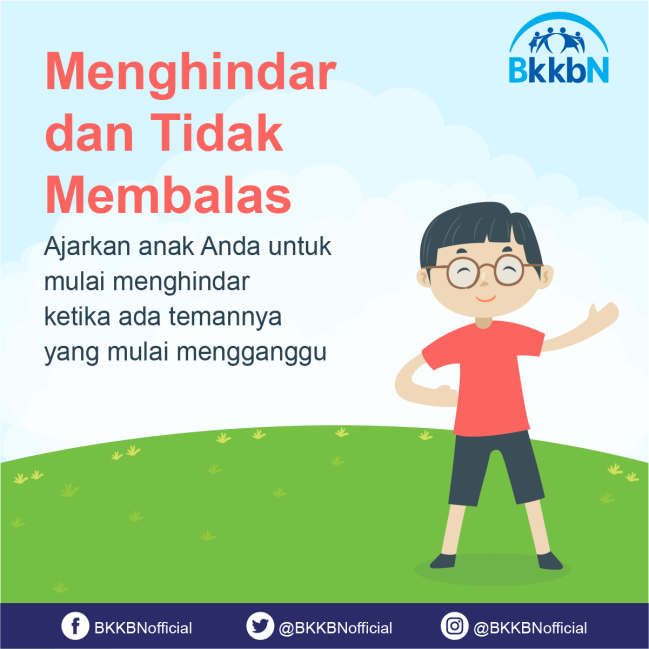 BkkbN
Menghindar
dan Tidak
Membalas
Ajarkan anak Anda untuk
mulai menghindar
ketika ada temannya
yang mulai mengganggu
BKKBNofficial
@BKKBNofficial
@BKKBNofficial